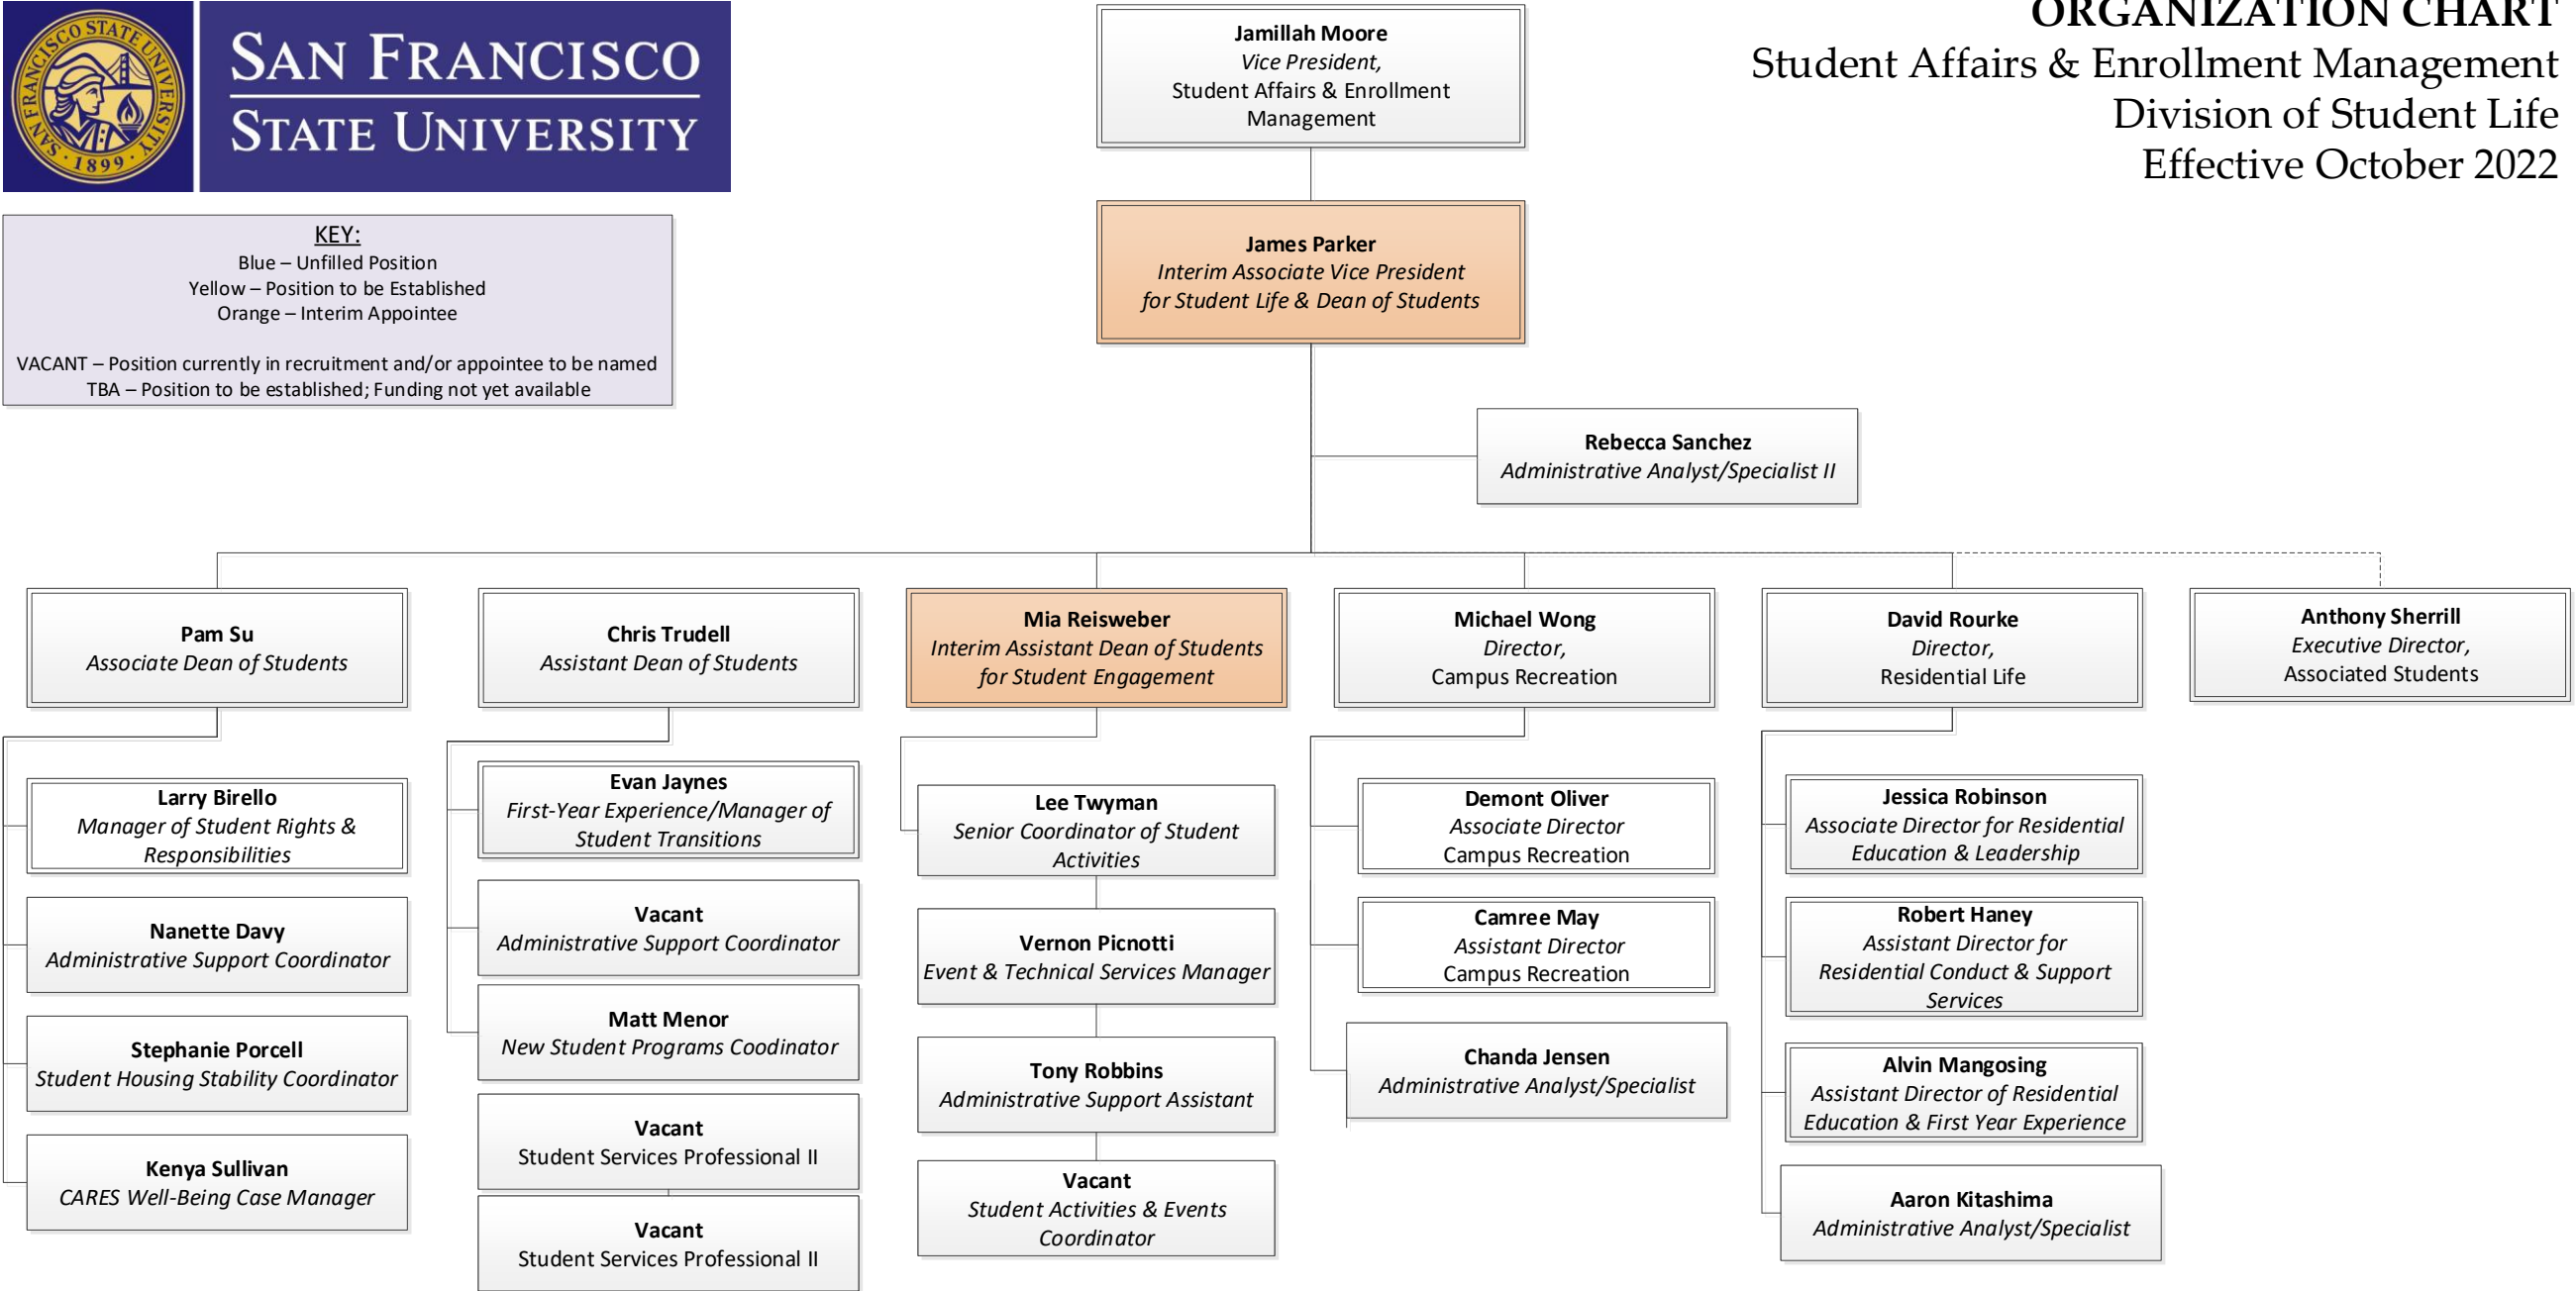 SAN FRANCISCO STATE UNIVERSITY
· 1899 ·
SAN FRANCISCO
STATE UNIVERSITY
ORGANIZATION CHART
Student Affairs & Enrollment Management
Division of Student Life
Effective October 2022
KEY:
Blue – Unfilled Position
Yellow – Position to be Established
Orange – Interim Appointee
VACANT – Position currently in recruitment and/or appointee to be named
TBA – Position to be established; Funding not yet available
Jamillah Moore
Vice President,
Student Affairs & Enrollment
Management
James Parker
Interim Associate Vice President
for Student Life & Dean of Students
Rebecca Sanchez
Administrative Analyst/Specialist II
Pam Su
Associate Dean of Students
Larry Birello
Manager of Student Rights &
Responsibilities
Nanette Davy
Administrative Support Coordinator
Stephanie Porcell
Student Housing Stability Coordinator
Kenya Sullivan
CARES Well-Being Case Manager
Chris Trudell
Assistant Dean of Students
Evan Jaynes
First-Year Experience/Manager of
Student Transitions
Vacant
Administrative Support Coordinator
Matt Menor
New Student Programs Coodinator
Vacant
Student Services Professional II
Vacant
Student Services Professional II
Mia Reisweber
Interim Assistant Dean of Students
for Student Engagement
Lee Twyman
Senior Coordinator of Student
Activities
Vernon Picnotti
Event & Technical Services Manager
Tony Robbins
Administrative Support Assistant
Vacant
Student Activities & Events
Coordinator
Michael Wong
Director,
Campus Recreation
Demont Oliver
Associate Director
Campus Recreation
Camree May
Assistant Director
Campus Recreation
Chanda Jensen
Administrative Analyst/Specialist
David Rourke
Director,
Residential Life
Jessica Robinson
Associate Director for Residential
Education & Leadership
Robert Haney
Assistant Director for
Residential Conduct & Support
Services
Alvin Mangosing
Assistant Director of Residential
Education & First Year Experience
Aaron Kitashima
Administrative Analyst/Specialist
Anthony Sherrill
Executive Director,
Associated Students